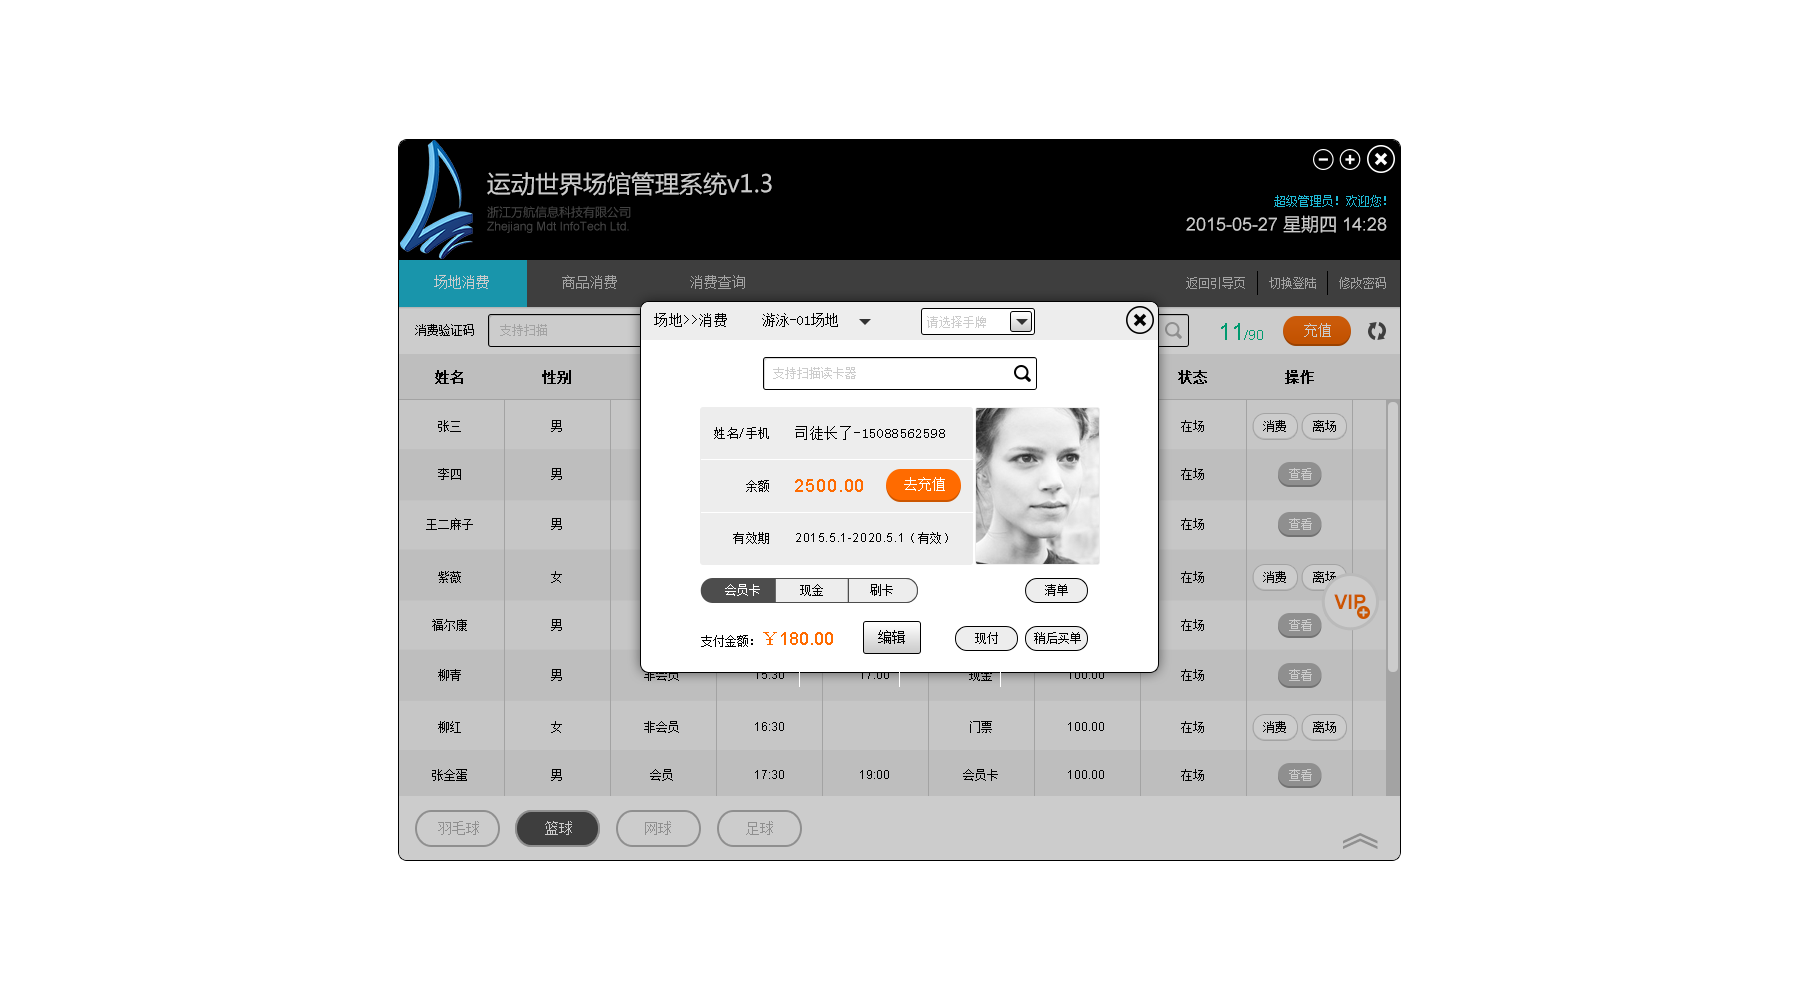 运动世界场馆管理系统v1.3
浙江万航信息科技有限公司
Zhejiang Mdt InfoTech Ltd.
超级管理员！欢迎您！
2015-05-27 星期四 14:28
场地消费 商品消费 消费查询 返回引导页 切换登陆 修改密码
消费验证码 支持扫描 11/90 充值
场地>>消费 游泳-01场地 请选择手牌
支持扫描读卡器
姓名/手机 司徒长了-15088562598
余额 2500.00 去充值
有效期 2015.5.1-2020.5.1（有效）
会员卡 现金 刷卡 清单
支付金额：￥180.00 编辑 现付 稍后买单
姓名 性别 状态 操作
张三 男 在场 消费 离场
李四 男 在场 查看
王二麻子 男 在场 查看
紫薇 女 在场 消费 离场
VIP
福尔康 男 在场 查看
柳青 男 非会员 15:30 17:00 现金 100.00 在场 查看
柳红 女 非会员 16:30 门票 100.00 在场 消费 离场
张全蛋 男 会员 17:30 19:00 会员卡 100.00 在场 查看
羽毛球 篮球 网球 足球